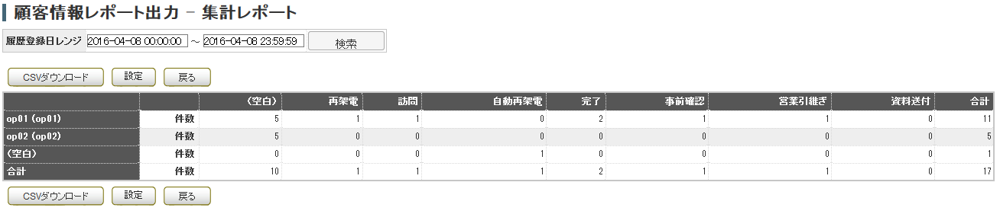 顧客情報レポート出力 - 集計レポート
履歴登録日レンジ 2016-04-08 00:00:00 ～ 2016-04-08 23:59:59 検索
CSVダウンロード 設定 戻る
（空白） 再架電 訪問 自動再架電 完了 事前確認 営業引継ぎ 資料送付 合計
op01 (op01) 件数 5 1 1 0 2 1 1 0 11
op02 (op02) 件数 5 0 0 0 0 0 0 0 5
（空白） 件数 0 0 0 1 0 0 0 0 1
合計 件数 10 1 1 1 2 1 1 0 17
CSVダウンロード 設定 戻る